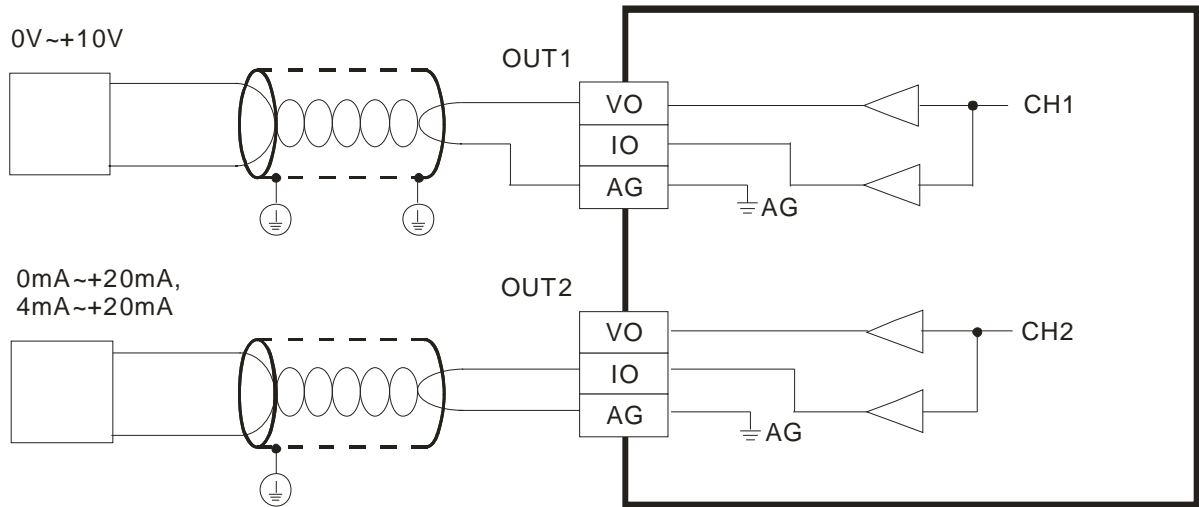 0V~+10V
OUT1
VO
IO
AG
AG
CH1
0mA~+20mA,
4mA~+20mA
OUT2
VO
IO
AG
AG
CH2